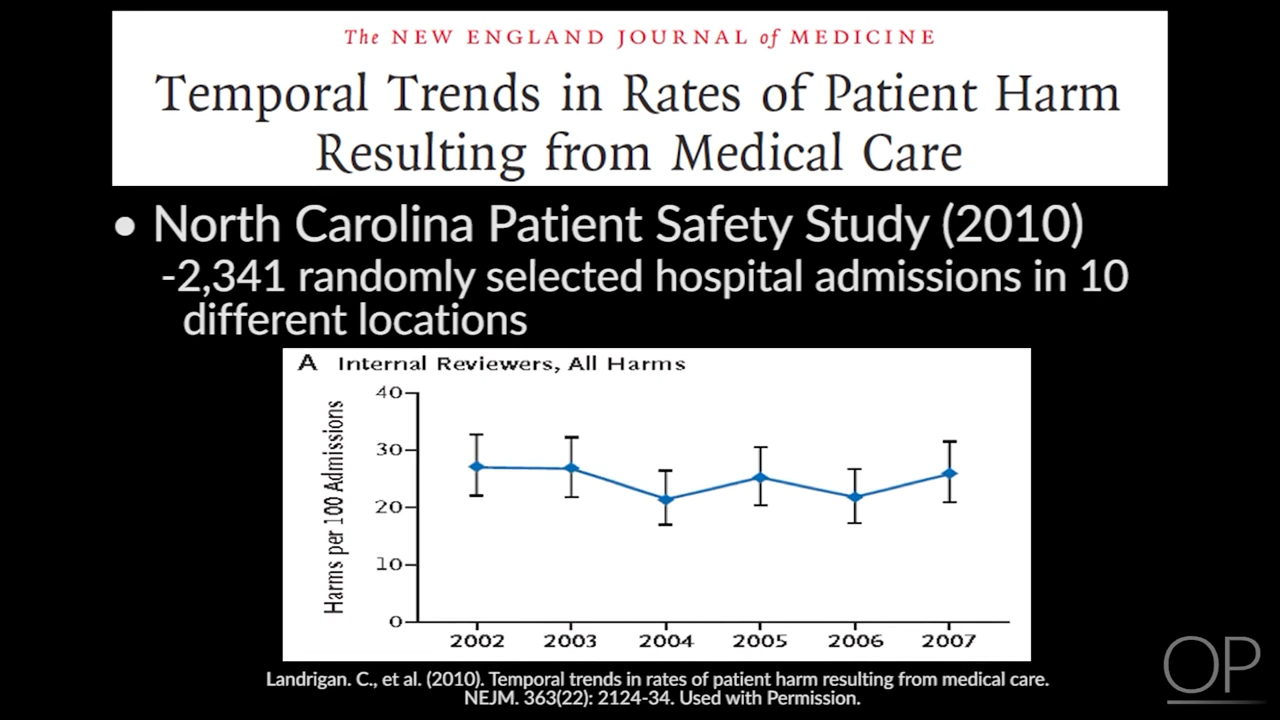 The NEW ENGLAND JOURNAL of MEDICINE
Temporal Trends in Rates of Patient Harm
Resulting from Medical Care
• North Carolina Patient Safety Study (2010)
-2,341 randomly selected hospital admissions in 10
different locations
A Internal Reviewers, All Harms
Harms per 100 Admissions
40
30
20
10
0
2002 2003 2004 2005 2006 2007
Landrigan. C., et al. (2010). Temporal trends in rates of patient harm resulting from medical care.
NEJM. 363(22): 2124-34. Used with Permission.
OP